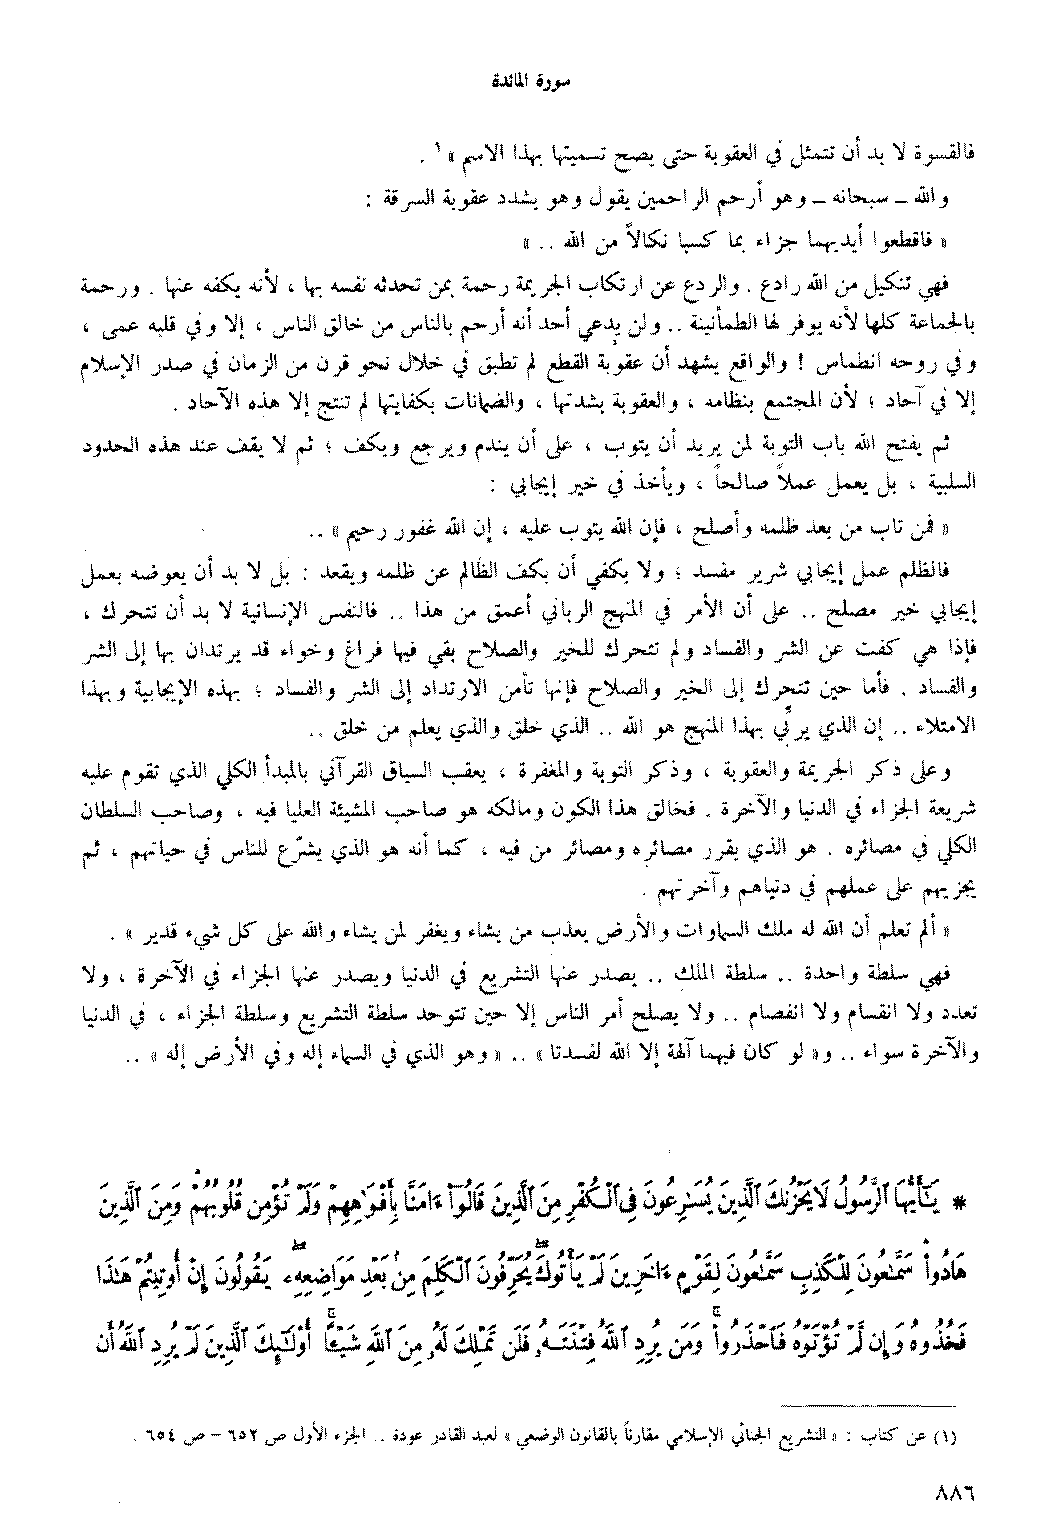 سورة المائدة
فالقسوة لا بد أن تتمثل في العقوبة حتى يصح تسميتها بهذا الاسم » ١ .
والله ــ سبحانه ــ وهو أرحم الراحمين يقول وهو يشدد عقوبة السرقة :
« فاقطعوا أيديهما جزاء بما كسبا نكالاً من الله .. »
فهي تنكيل من الله رادع . والردع عن ارتكاب الجريمة رحمة بمن تحدثه نفسه بها ، لأنه يكفه عنها . ورحمة
بالجماعة كلها لأنه يوفر لها الطمأنينة .. ولن يدعي أحد أنه أرحم بالناس من خالق الناس ، إلا وفي قلبه عمى ،
وفي روحه انطماس ! والواقع يشهد أن عقوبة القطع لم تطبق في خلال نحو قرن من الزمان في صدر الإسلام
إلا في آحاد ؛ لأن المجتمع بنظامه ، والعقوبة بشدتها ، والضمانات بكفايتها لم تنتج إلا هذه الآحاد .
ثم يفتح الله باب التوبة لمن يريد أن يتوب ، على أن يندم ويرجع ويكف ؛ ثم لا يقف عند هذه الحدود
السلبية ، بل يعمل عملاً صالحاً ، ويأخذ في خير إيجابي :
« فمن تاب من بعد ظلمه وأصلح ، فإن الله يتوب عليه ، إن الله غفور رحيم » ..
فالظلم عمل إيجابي شرير مفسد ؛ ولا يكفي أن يكف الظالم عن ظلمه ويقعد : بل لا بد أن يعوضه بعمل
إيجابي خير مصلح .. على أن الأمر في المنهج الرباني أعمق من هذا .. فالنفس الإنسانية لا بد أن تتحرك ،
فإذا هي كفت عن الشر والفساد ولم تتحرك للخير والصلاح بقي فيها فراغ وخواء قد يرتدان بها إلى الشر
والفساد . فأما حين تتحرك إلى الخير والصلاح فإنها تأمن الارتداد إلى الشر والفساد ؛ بهذه الإيجابية وبهذا
الامتلاء .. إن الذي يربّي بهذا المنهج هو الله .. الذي خلق والذي يعلم من خلق ..
وعلى ذكر الجريمة والعقوبة ، وذكر التوبة والمغفرة ، يعقب السياق القرآني بالمبدأ الكلي الذي تقوم عليه
شريعة الجزاء في الدنيا والآخرة . فخالق هذا الكون ومالكه هو صاحب المشيئة العليا فيه ، وصاحب السلطان
الكلي في مصائره . هو الذي يقرر مصائره ومصائر من فيه ، كما أنه هو الذي يشرّع للناس في حياتهم ، ثم
يجزيهم على عملهم في دنياهم وآخرتهم .
« ألم تعلم أن الله له ملك السماوات والأرض يعذب من يشاء ويغفر لمن يشاء والله على كل شيء قدير » .
فهي سلطة واحدة .. سلطة الملك .. يصدر عنها التشريع في الدنيا ويصدر عنها الجزاء في الآخرة ، ولا
تعدد ولا انقسام ولا انفصام .. ولا يصلح أمر الناس إلا حين تتوحد سلطة التشريع وسلطة الجزاء ، في الدنيا
والآخرة سواء .. و« لو كان فيهما آلهة إلا الله لفسدتا » .. « وهو الذي في السماء إله وفي الأرض إله » ..
* يَـٰٓأَيُّهَا ٱلرَّسُولُ لَا يَحْزُنكَ ٱلَّذِينَ يُسَـٰرِعُونَ فِى ٱلْكُفْرِ مِنَ ٱلَّذِينَ قَالُوٓا۟ ءَامَنَّا بِأَفْوَٰهِهِمْ وَلَمْ تُؤْمِن قُلُوبُهُمْ ۛ وَمِنَ ٱلَّذِينَ
هَادُوا۟ ۛ سَمَّـٰعُونَ لِلْكَذِبِ سَمَّـٰعُونَ لِقَوْمٍ ءَاخَرِينَ لَمْ يَأْتُوكَ ۖ يُحَرِّفُونَ ٱلْكَلِمَ مِنۢ بَعْدِ مَوَاضِعِهِۦ ۖ يَقُولُونَ إِنْ أُوتِيتُمْ هَـٰذَا
فَخُذُوهُ وَإِن لَّمْ تُؤْتَوْهُ فَٱحْذَرُوا۟ ۚ وَمَن يُرِدِ ٱللَّهُ فِتْنَتَهُۥ فَلَن تَمْلِكَ لَهُۥ مِنَ ٱللَّهِ شَيْـًٔا ۚ أُو۟لَـٰٓئِكَ ٱلَّذِينَ لَمْ يُرِدِ ٱللَّهُ أَن
(١) عن كتاب : « التشريع الجنائي الإسلامي مقارناً بالقانون الوضعي » لعبد القادر عودة .. الجزء الأول ص ٦٥٢ – ص ٦٥٤ .
٨٨٦